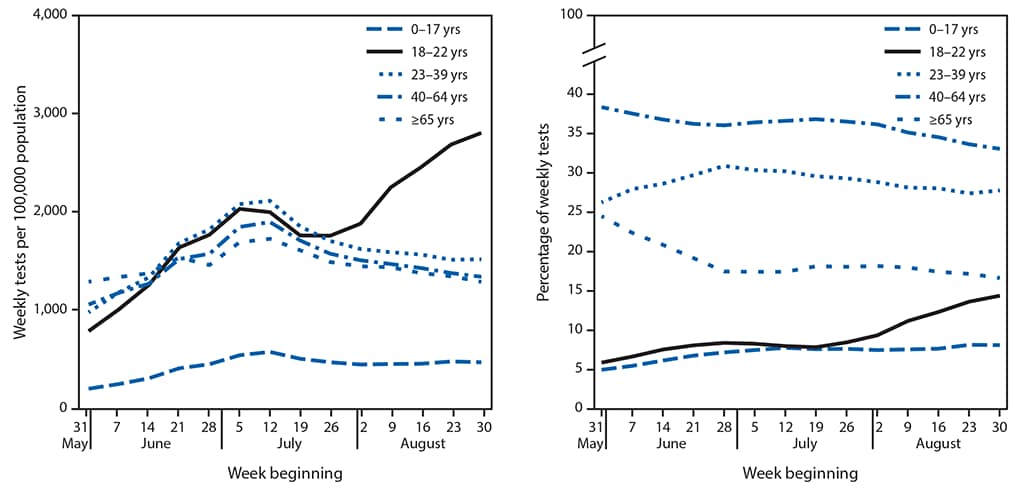 4,000
3,000
2,000
1,000
0
Weekly tests per 100,000 population
0–17 yrs
18–22 yrs
23–39 yrs
40–64 yrs
≥65 yrs
31 7 14 21 28 5 12 19 26 2 9 16 23 30
May June July August
Week beginning
100
40
35
30
25
20
15
10
5
0
Percentage of weekly tests
0–17 yrs
18–22 yrs
23–39 yrs
40–64 yrs
≥65 yrs
31 7 14 21 28 5 12 19 26 2 9 16 23 30
May June July August
Week beginning